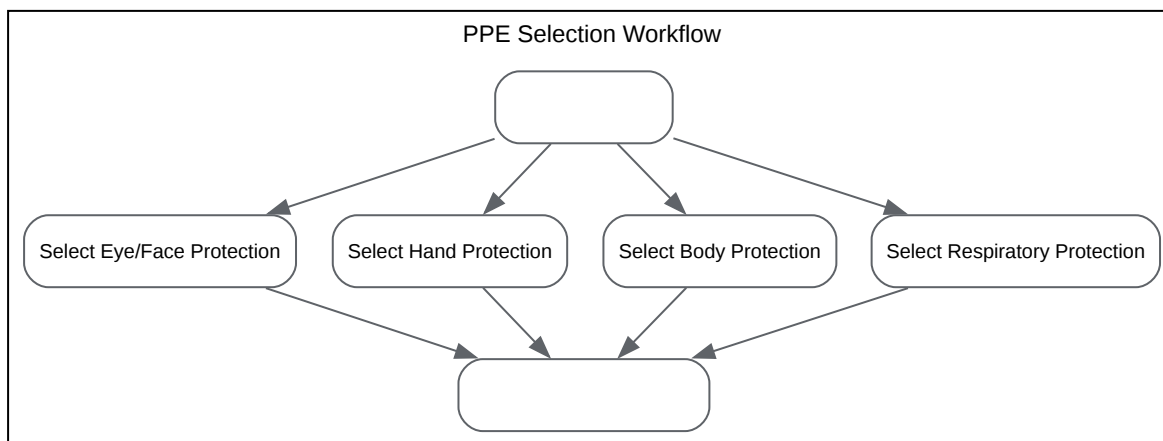 PPE Selection Workflow
Select Eye/Face Protection
Select Hand Protection
Select Body Protection
Select Respiratory Protection